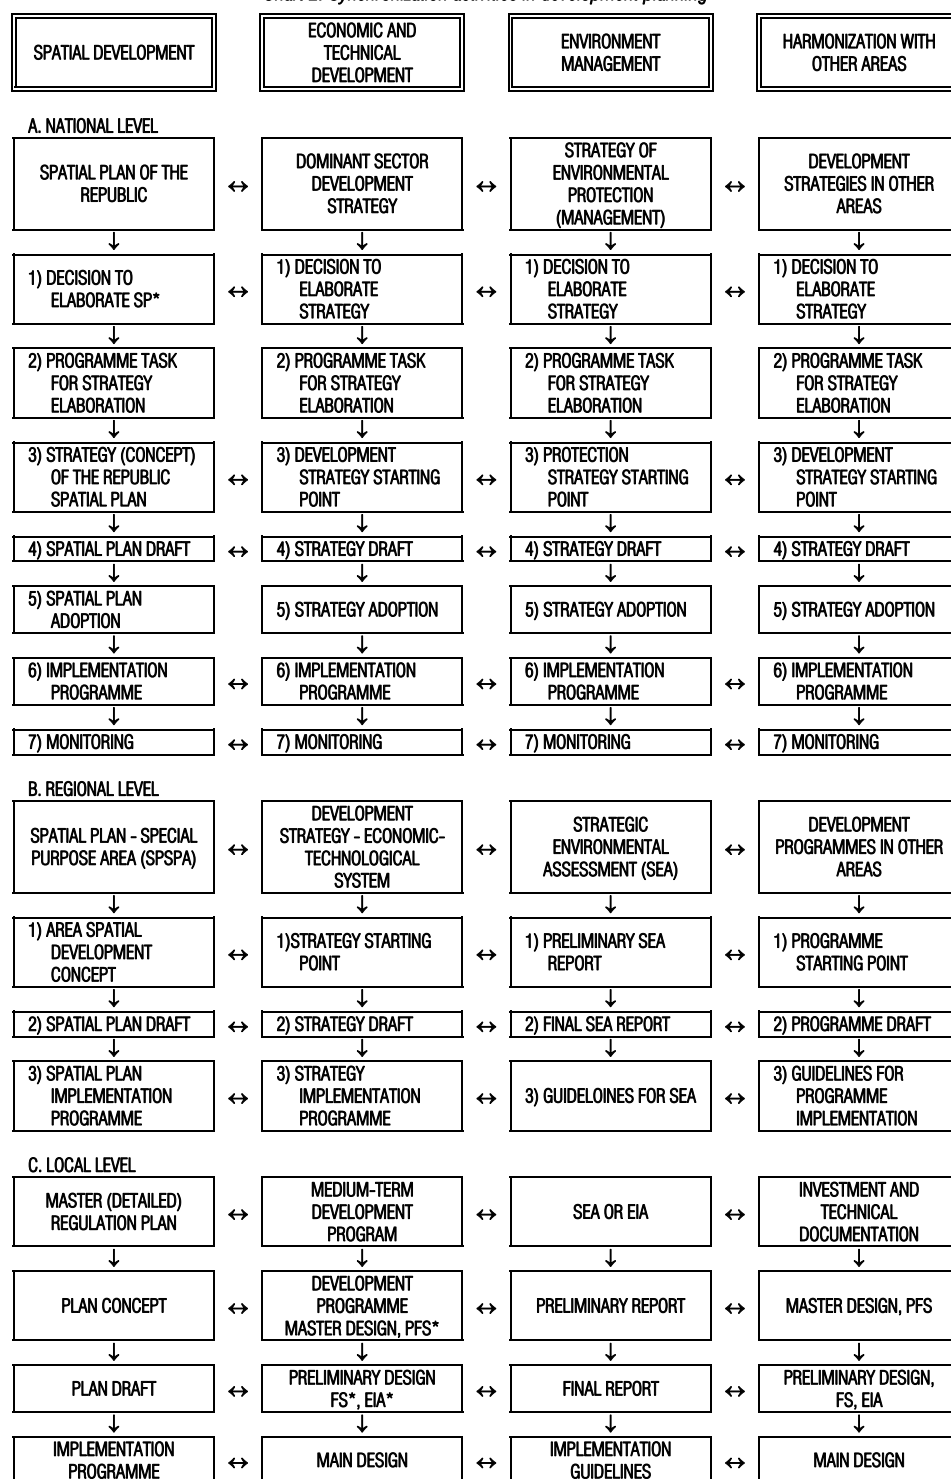 Chart 2. Synchronization activities in development planning
SPATIAL DEVELOPMENT
ECONOMIC AND
TECHNICAL
DEVELOPMENT
ENVIRONMENT
MANAGEMENT
HARMONIZATION WITH
OTHER AREAS
A. NATIONAL LEVEL
SPATIAL PLAN OF THE
REPUBLIC
↔
DOMINANT SECTOR
DEVELOPMENT
STRATEGY
↔
STRATEGY OF
ENVIRONMENTAL
PROTECTION
(MANAGEMENT)
↔
DEVELOPMENT
STRATEGIES IN OTHER
AREAS
1) DECISION TO
ELABORATE SP*
↔
1) DECISION TO
ELABORATE
STRATEGY
↔
1) DECISION TO
ELABORATE
STRATEGY
↔
1) DECISION TO
ELABORATE
STRATEGY
2) PROGRAMME TASK
FOR STRATEGY
ELABORATION
2) PROGRAMME TASK
FOR STRATEGY
ELABORATION
2) PROGRAMME TASK
FOR STRATEGY
ELABORATION
2) PROGRAMME TASK
FOR STRATEGY
ELABORATION
3) STRATEGY (CONCEPT)
OF THE REPUBLIC
SPATIAL PLAN
↔
3) DEVELOPMENT
STRATEGY STARTING
POINT
↔
3) PROTECTION
STRATEGY STARTING
POINT
↔
3) DEVELOPMENT
STRATEGY STARTING
POINT
4) SPATIAL PLAN DRAFT
↔
4) STRATEGY DRAFT
↔
4) STRATEGY DRAFT
↔
4) STRATEGY DRAFT
5) SPATIAL PLAN
ADOPTION
5) STRATEGY ADOPTION
5) STRATEGY ADOPTION
5) STRATEGY ADOPTION
6) IMPLEMENTATION
PROGRAMME
↔
6) IMPLEMENTATION
PROGRAMME
↔
6) IMPLEMENTATION
PROGRAMME
↔
6) IMPLEMENTATION
PROGRAMME
7) MONITORING
↔
7) MONITORING
↔
7) MONITORING
↔
7) MONITORING
B. REGIONAL LEVEL
SPATIAL PLAN - SPECIAL
PURPOSE AREA (SPSPA)
↔
DEVELOPMENT
STRATEGY - ECONOMIC-
TECHNOLOGICAL
SYSTEM
↔
STRATEGIC
ENVIRONMENTAL
ASSESSMENT (SEA)
↔
DEVELOPMENT
PROGRAMMES IN OTHER
AREAS
1) AREA SPATIAL
DEVELOPMENT
CONCEPT
↔
1)STRATEGY STARTING
POINT
↔
1) PRELIMINARY SEA
REPORT
↔
1) PROGRAMME
STARTING POINT
2) SPATIAL PLAN DRAFT
↔
2) STRATEGY DRAFT
↔
2) FINAL SEA REPORT
↔
2) PROGRAMME DRAFT
3) SPATIAL PLAN
IMPLEMENTATION
PROGRAMME
↔
3) STRATEGY
IMPLEMENTATION
PROGRAMME
↔
3) GUIDELOINES FOR SEA
↔
3) GUIDELINES FOR
PROGRAMME
IMPLEMENTATION
C. LOCAL LEVEL
MASTER (DETAILED)
REGULATION PLAN
↔
MEDIUM-TERM
DEVELOPMENT
PROGRAM
↔
SEA OR EIA
↔
INVESTMENT AND
TECHNICAL
DOCUMENTATION
PLAN CONCEPT
↔
DEVELOPMENT
PROGRAMME
MASTER DESIGN, PFS*
↔
PRELIMINARY REPORT
↔
MASTER DESIGN, PFS
PLAN DRAFT
↔
PRELIMINARY DESIGN
FS*, EIA*
↔
FINAL REPORT
↔
PRELIMINARY DESIGN,
FS, EIA
IMPLEMENTATION
PROGRAMME
↔
MAIN DESIGN
↔
IMPLEMENTATION
GUIDELINES
↔
MAIN DESIGN